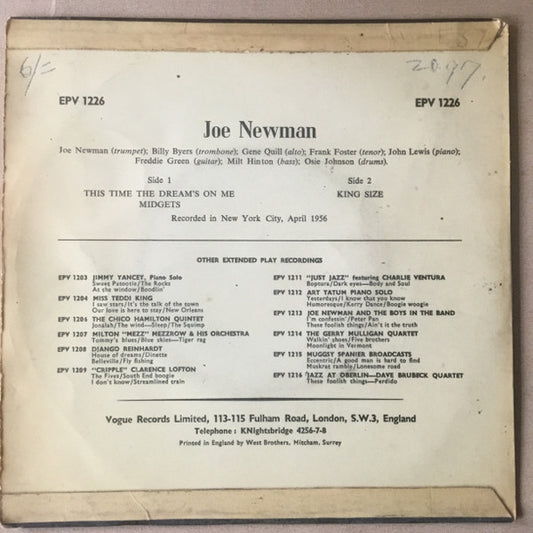 6/=
2097.
EPV 1226
EPV 1226
Joe Newman
Joe Newman (trumpet); Billy Byers (trombone); Gene Quill (alto); Frank Foster (tenor); John Lewis (piano);
Freddie Green (guitar); Milt Hinton (bass); Osie Johnson (drums).
Side 1
THIS TIME THE DREAM'S ON ME
MIDGETS
Side 2
KING SIZE
Recorded in New York City, April 1956
OTHER EXTENDED PLAY RECORDINGS
EPV 1203 JIMMY YANCEY, Piano Solo
Sweet Patootie/The Rocks
At the window/Boodlin'
EPV 1204 MISS TEDDI KING
I saw stars/It's the talk of the town
Our love is here to stay/New Orleans
EPV 1205 THE CHICO HAMILTON QUINTET
Jonalah/The wind—Sleep/The Squimp
EPV 1207 MILTON "MEZZ" MEZZROW & HIS ORCHESTRA
Tommy's blues/Blue skies—Tiger rag
EPV 1208 DJANGO REINHARDT
House of dreams/Dinette
Belleville/Fly fishing
EPV 1209 "CRIPPLE" CLARENCE LOFTON
The Fives/South End boogie
I don't know/Streamlined train
EPV 1211 "JUST JAZZ" featuring CHARLIE VENTURA
Boptura/Dark eyes—Body and Soul
EPV 1212 ART TATUM PIANO SOLO
Yesterdays/I know that you know
Humoresque/Kerry Dance/Boogie woogie
EPV 1213 JOE NEWMAN AND THE BOYS IN THE BAND
I'm confessin'/Peter Pan
These foolish things/Ain't it the truth
EPV 1214 THE GERRY MULLIGAN QUARTET
Walkin' shoes/Five brothers
Moonlight in Vermont
EPV 1215 MUGGSY SPANIER BROADCASTS
Eccentric/A good man is hard to find
Muskrat ramble/Lonesome road
EPV 1216 JAZZ AT OBERLIN—DAVE BRUBECK QUARTET
These foolish things—Perdido
Vogue Records Limited, 113-115 Fulham Road, London, S.W.3, England
Telephone: KNIghtsbridge 4256-7-8
Printed in England by West Brothers, Mitcham, Surrey